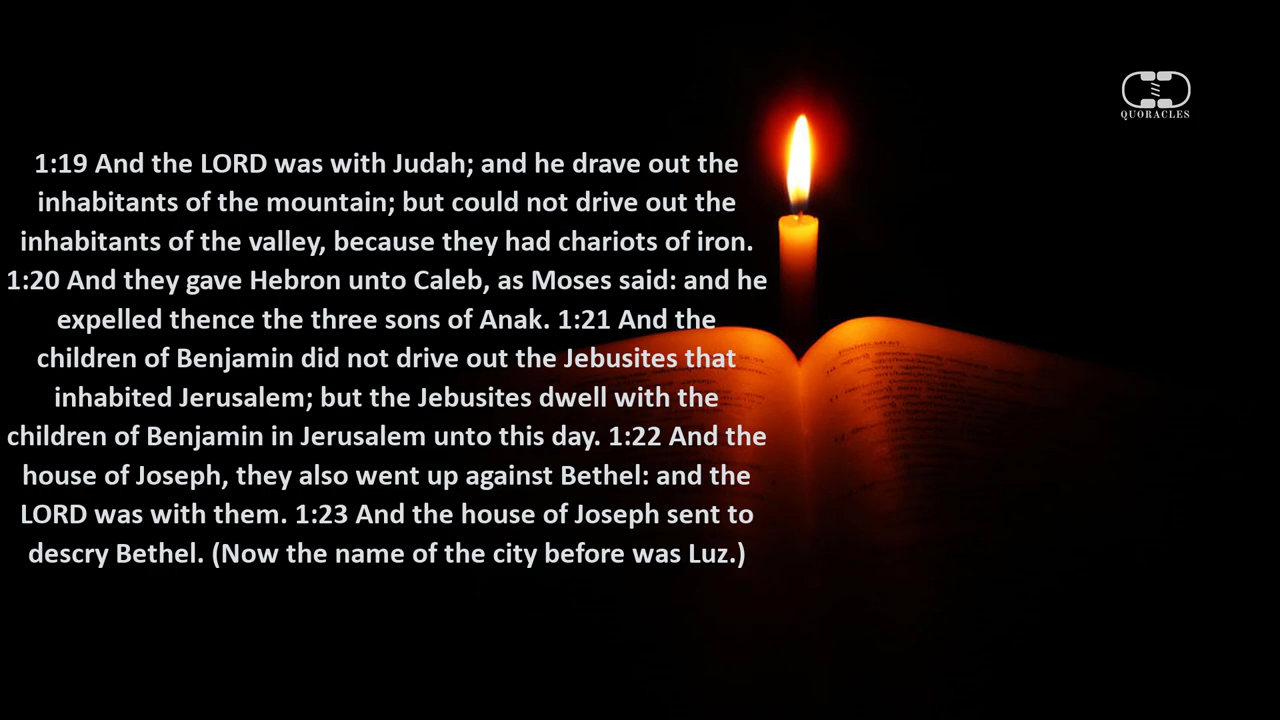 QUORACLES
1:19 And the LORD was with Judah; and he drave out the
inhabitants of the mountain; but could not drive out the
inhabitants of the valley, because they had chariots of iron.
1:20 And they gave Hebron unto Caleb, as Moses said: and he
expelled thence the three sons of Anak. 1:21 And the
children of Benjamin did not drive out the Jebusites that
inhabited Jerusalem; but the Jebusites dwell with the
children of Benjamin in Jerusalem unto this day. 1:22 And the
house of Joseph, they also went up against Bethel: and the
LORD was with them. 1:23 And the house of Joseph sent to
descry Bethel. (Now the name of the city before was Luz.)